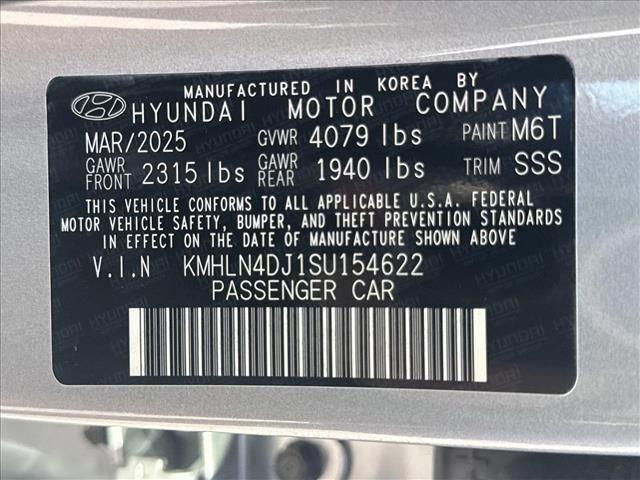 MANUFACTURED IN KOREA BY
HYUNDAI MOTOR COMPANY
MAR/2025 GVWR 4079 lbs PAINT M6T
GAWR FRONT 2315 lbs GAWR REAR 1940 lbs TRIM SSS
THIS VEHICLE CONFORMS TO ALL APPLICABLE U.S.A. FEDERAL
MOTOR VEHICLE SAFETY, BUMPER, AND THEFT PREVENTION STANDARDS
IN EFFECT ON THE DATE OF MANUFACTURE SHOWN ABOVE.
V.I.N KMHLN4DJ1SU154622
PASSENGER CAR